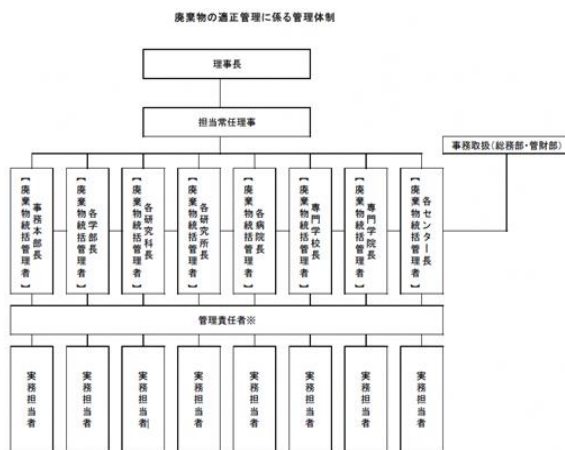 廃棄物の適正管理に係る管理体制
理事長
担当常任理事
事務取扱(総務部・管財部)
事務本部長
【廃棄物統括管理者】
各学部長
【廃棄物統括管理者】
各研究科長
【廃棄物統括管理者】
各研究所長
【廃棄物統括管理者】
各病院長
【廃棄物統括管理者】
専門学校長
【廃棄物統括管理者】
専門学院長
【廃棄物統括管理者】
各センター長
【廃棄物統括管理者】
管理責任者※
実務担当者
実務担当者
実務担当者
実務担当者
実務担当者
実務担当者
実務担当者
実務担当者